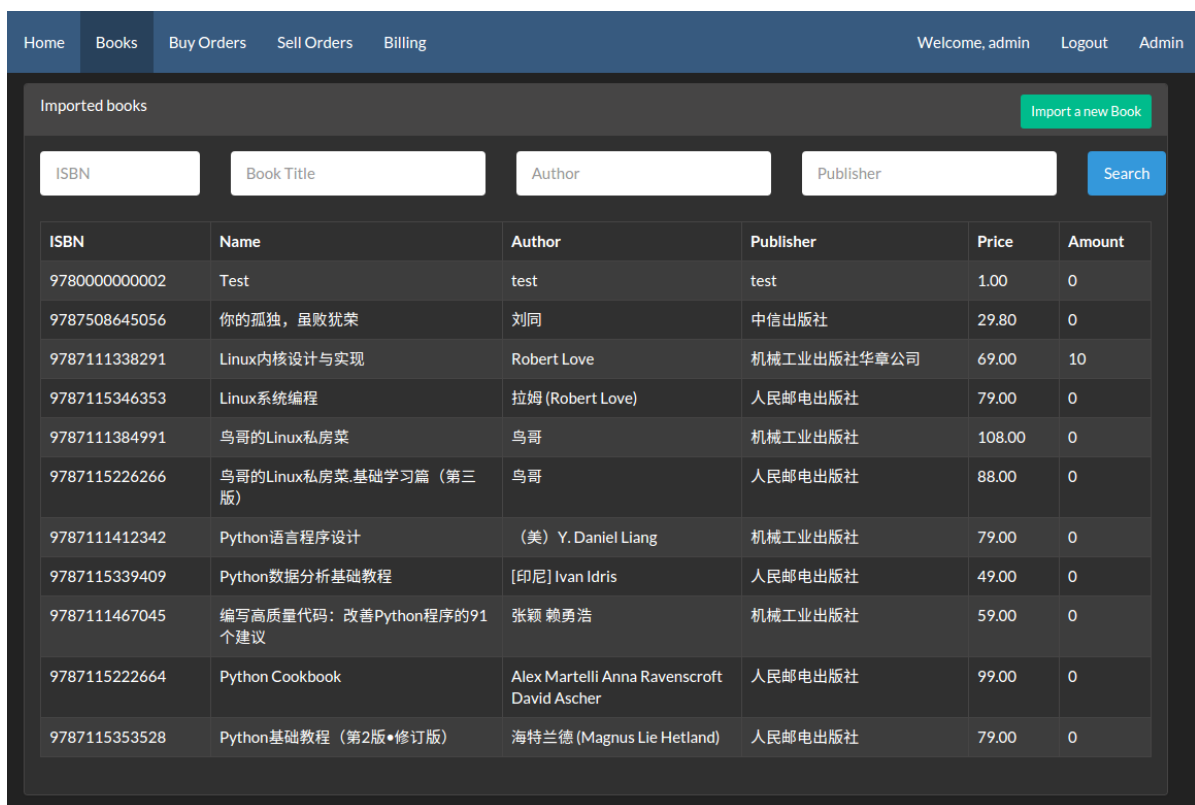 Home Books Buy Orders Sell Orders Billing Welcome, admin Logout Admin
Imported books Import a new Book
ISBN Book Title Author Publisher Search
ISBN Name Author Publisher Price Amount
9780000000002 Test test test 1.00 0
9787508645056 你的孤独，虽败犹荣 刘同 中信出版社 29.80 0
9787111338291 Linux内核设计与实现 Robert Love 机械工业出版社华章公司 69.00 10
9787115346353 Linux系统编程 拉姆 (Robert Love) 人民邮电出版社 79.00 0
9787111384991 鸟哥的Linux私房菜 鸟哥 机械工业出版社 108.00 0
9787115226266 鸟哥的Linux私房菜.基础学习篇（第三 鸟哥 人民邮电出版社 88.00 0
版）
9787111412342 Python语言程序设计 （美）Y. Daniel Liang 机械工业出版社 79.00 0
9787115339409 Python数据分析基础教程 [印尼] Ivan Idris 人民邮电出版社 49.00 0
9787111467045 编写高质量代码：改善Python程序的91 张颖 赖勇浩 机械工业出版社 59.00 0
个建议
9787115222664 Python Cookbook Alex Martelli Anna Ravenscroft 人民邮电出版社 99.00 0
David Ascher
9787115353528 Python基础教程（第2版•修订版） 海特兰德 (Magnus Lie Hetland) 人民邮电出版社 79.00 0